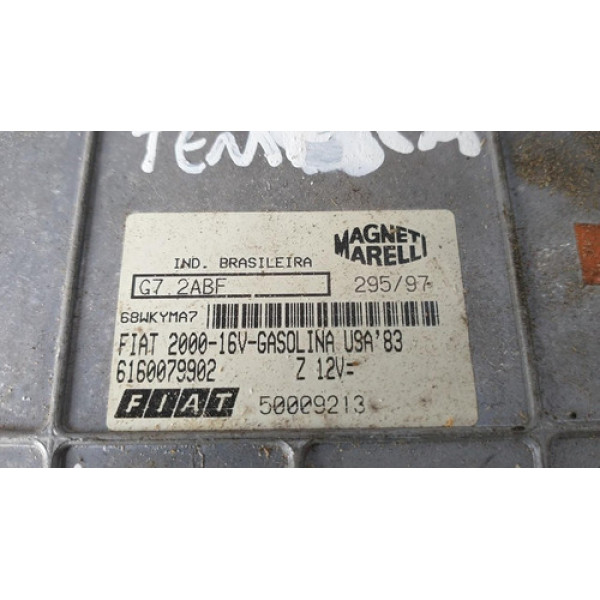 TEMPRA
MAGNETI MARELLI
IND. BRASILEIRA
G7.2ABF 295/97
68WKYMA7
FIAT 2000-16V-GASOLINA USA'83
6160079902 Z 12V=
FIAT 50009213